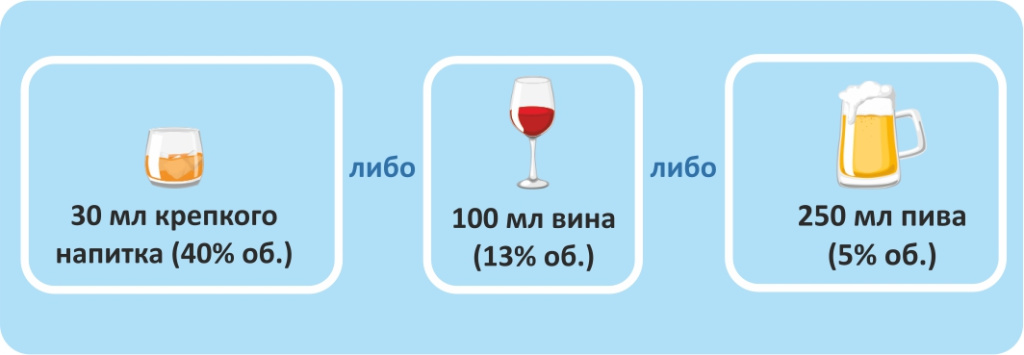 30 мл крепкого
напитка (40% об.)
либо
100 мл вина
(13% об.)
либо
250 мл пива
(5% об.)